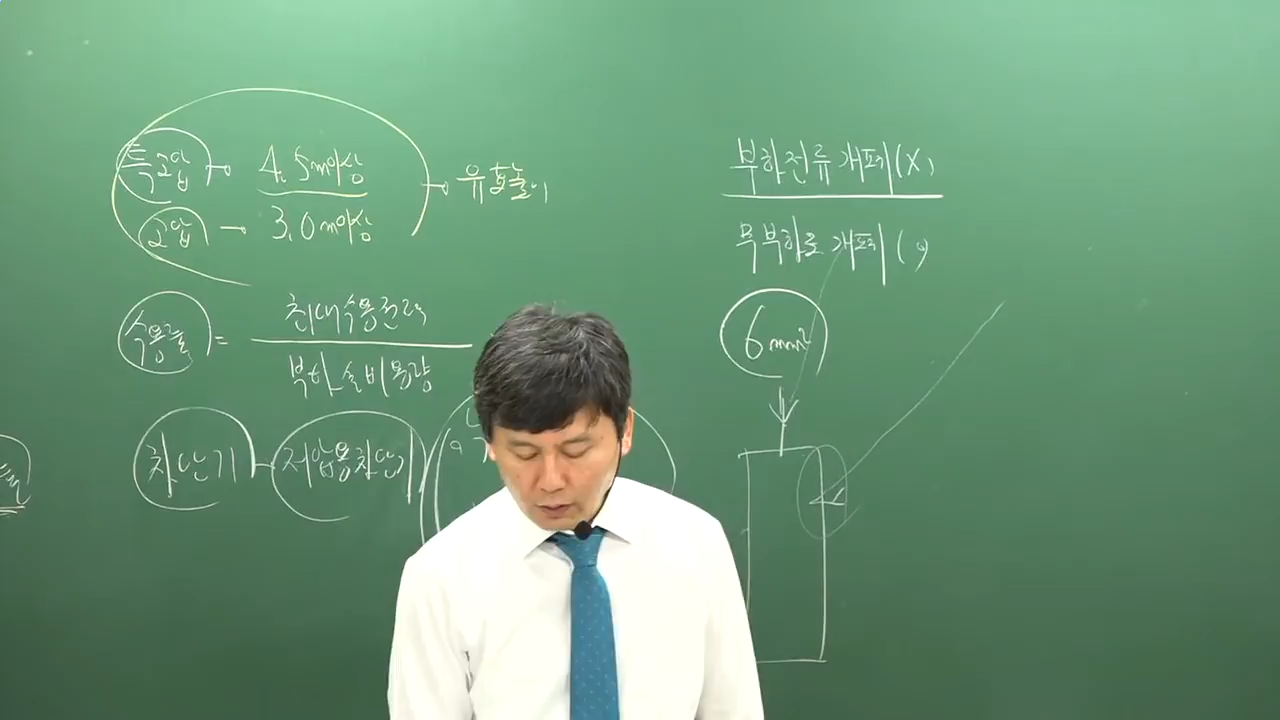 특고압 4.5m이상 유효높이
고압 3.0m이상
수용률 = 최대수용전력
부하설비용량
차단기 저압용차단기
부하전류개폐(X)
무부하로 개폐(o)
6mm²